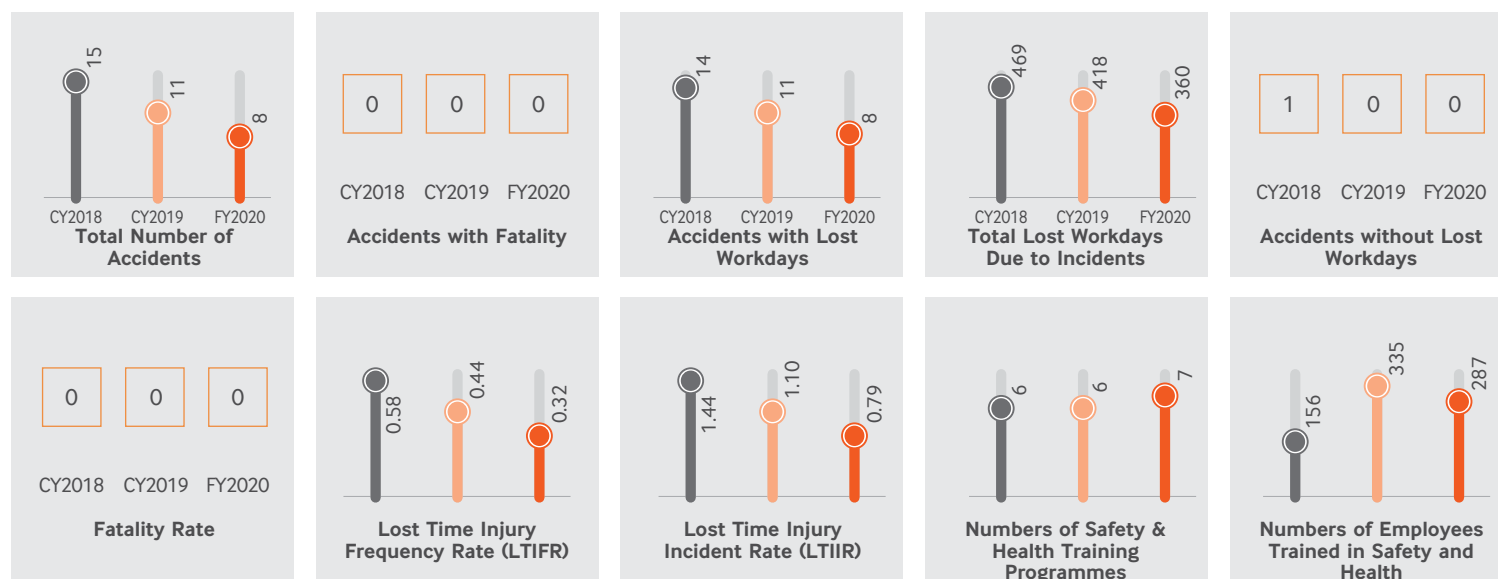 15
11
8
CY2018 CY2019 FY2020
Total Number of
Accidents
0 0 0
CY2018 CY2019 FY2020
Accidents with Fatality
14
11
8
CY2018 CY2019 FY2020
Accidents with Lost
Workdays
469
418
360
CY2018 CY2019 FY2020
Total Lost Workdays
Due to Incidents
1 0 0
CY2018 CY2019 FY2020
Accidents without Lost
Workdays
0 0 0
CY2018 CY2019 FY2020
Fatality Rate
0.58
0.44
0.32
Lost Time Injury
Frequency Rate (LTIFR)
1.44
1.10
0.79
Lost Time Injury
Incident Rate (LTIIR)
6
6
7
Numbers of Safety &
Health Training
Programmes
156
335
287
Numbers of Employees
Trained in Safety and
Health